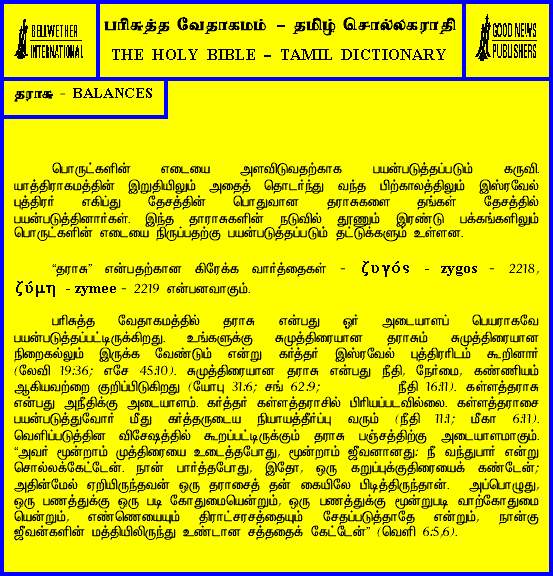 BELLWETHER
INTERNATIONAL
பரிசுத்த வேதாகமம் – தமிழ் சொல்லகராதி
THE HOLY BIBLE – TAMIL DICTIONARY
GOOD NEWS
PUBLISHERS
தராசு - BALANCES
பொருட்களின் எடையை அளவிடுவதற்காக பயன்படுத்தப்படும் கருவி.
யாத்திராகமத்தின் இறுதியிலும் அதைத் தொடர்ந்து வந்த பிற்காலத்திலும் இஸ்ரவேல்
புத்திரர் எகிப்து தேசத்தின் பொதுவான தராசுகளை தங்கள் தேசத்தில்
பயன்படுத்தினார்கள். இந்த தாராசுகளின் நடுவில் தூணும் இரண்டு பக்கங்களிலும்
பொருட்களின் எடையை நிருப்பதற்கு பயன்படுத்தப்படும் தட்டுக்களும் உள்ளன.
“தராசு” என்பதற்கான கிரேக்க வார்த்தைகள் - ζυγός - zygos - 2218,
ζύμη - zymee - 2219 என்பனவாகும்.
பரிசுத்த வேதாகமத்தில் தராசு என்பது ஓர் அடையாளப் பெயராகவே
பயன்படுத்தப்பட்டிருக்கிறது. உங்களுக்கு சுமுத்திரையான தராசும் சுமுத்திரையான
நிறைகல்லும் இருக்க வேண்டும் என்று கர்த்தர் இஸ்ரவேல் புத்திரரிடம் கூறினார்
(லேவி 19:36; எசே 45:10). சுமுத்திரையான தராசு என்பது நீதி, நேர்மை, கண்ணியம்
ஆகியவற்றை குறிப்பிடுகிறது (யோபு 31:6; சங் 62:9; நீதி 16:11). கள்ளத்தராசு
என்பது அநீதிக்கு அடையாளம். கர்த்தர் கள்ளத்தராசில் பிரியப்படவில்லை. கள்ளத்தராசை
பயன்படுத்துவோர் மீது கர்த்தருடைய நியாயத்தீர்ப்பு வரும் (நீதி 11:1; மீகா 6:11).
வெளிப்படுத்தின விசேஷத்தில் கூறப்பட்டிருக்கும் தராசு பஞ்சத்திற்கு அடையாளமாகும்.
“அவர் மூன்றாம் முத்திரையை உடைத்தபோது, மூன்றாம் ஜீவனானது: நீ வந்துபார் என்று
சொல்லக்கேட்டேன். நான் பார்த்தபோது, இதோ, ஒரு கறுப்புக்குதிரையைக் கண்டேன்;
அதின்மேல் ஏறியிருந்தவன் ஒரு தராசைத் தன் கையிலே பிடித்திருந்தான். அப்பொழுது,
ஒரு பணத்துக்கு ஒரு படி கோதுமையென்றும், ஒரு பணத்துக்கு மூன்றுபடி வாற்கோதுமை
யென்றும், எண்ணெயையும் திராட்சரசத்தையும் சேதப்படுத்தாதே என்றும், நான்கு
ஜீவன்களின் மத்தியிலிருந்து உண்டான சத்தத்தைக் கேட்டேன்” (வெளி 6:5,6).